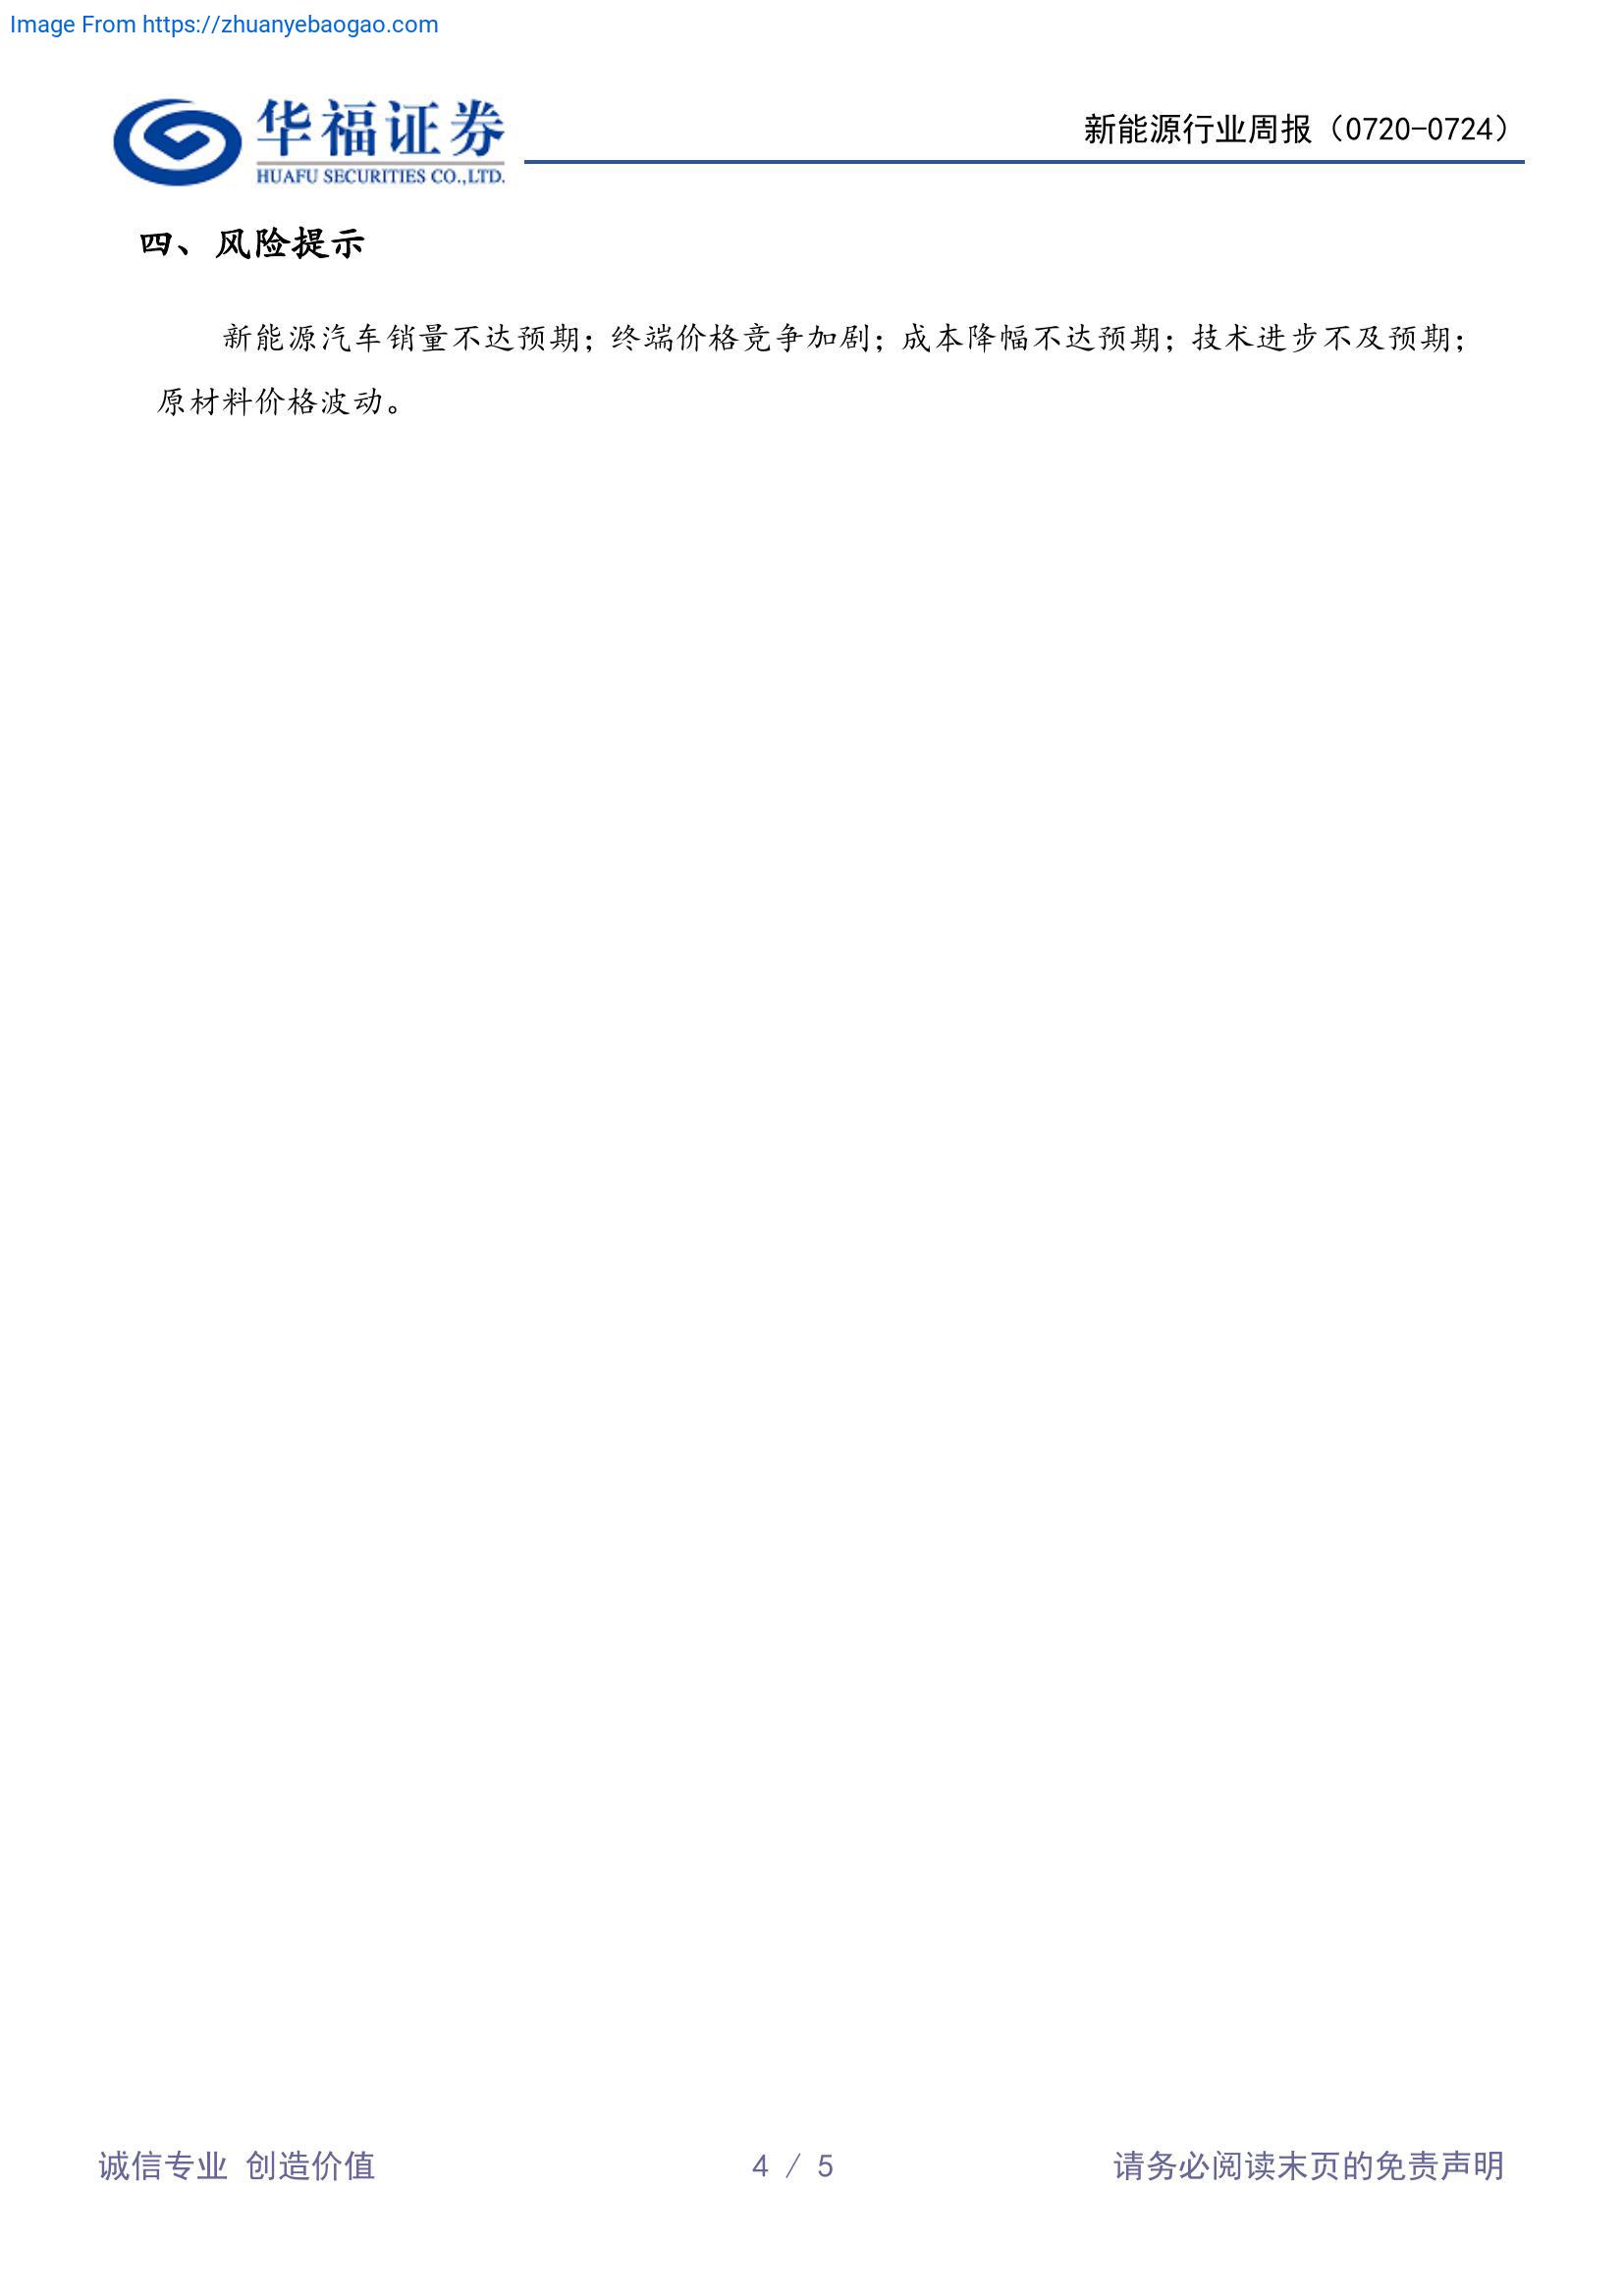 Image From https://zhuanyebaogao.com
华福证券
HUAFU SECURITIES CO.,LTD.
新能源行业周报（0720-0724）
四、风险提示
新能源汽车销量不达预期；终端价格竞争加剧；成本降幅不达预期；技术进步不及预期；
原材料价格波动。
诚信专业 创造价值
4 / 5
请务必阅读末页的免责声明